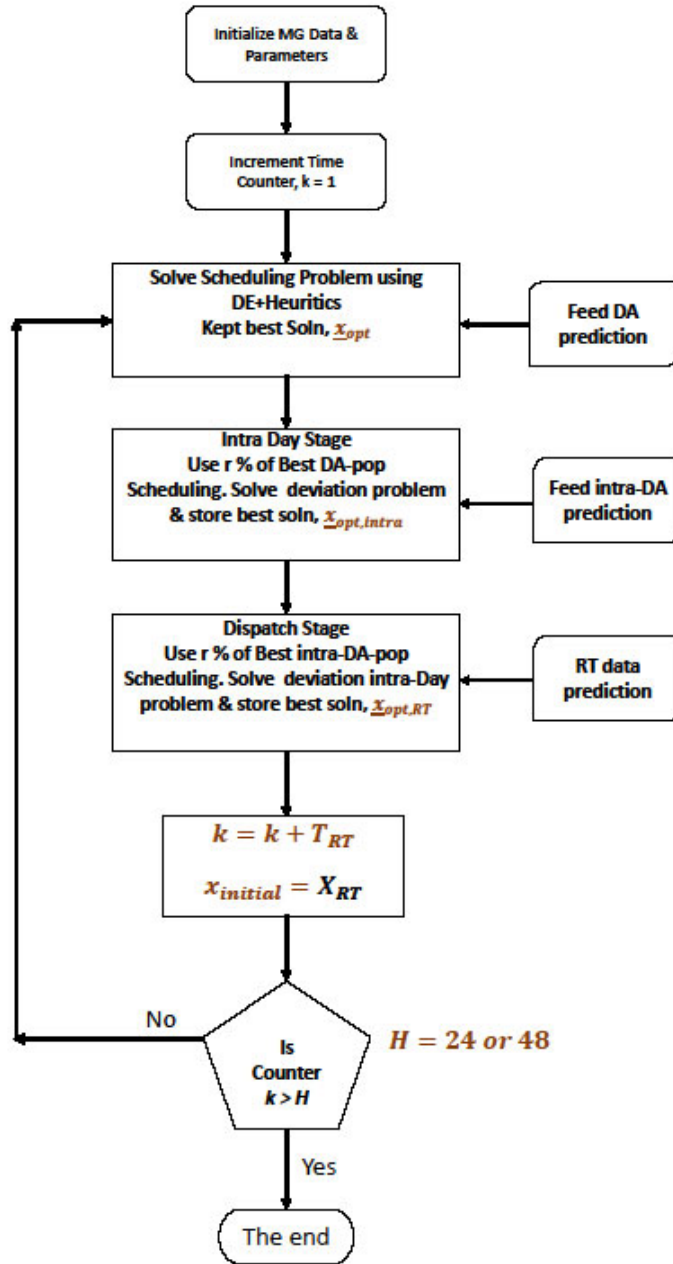 Initialize MG Data &
Parameters
Increment Time
Counter, k = 1
Solve Scheduling Problem using
DE+Heuritics
Kept best Soln, x_opt
Feed DA
prediction
Intra Day Stage
Use r % of Best DA-pop
Scheduling. Solve deviation problem
& store best soln, x_opt,intra
Feed intra-DA
prediction
Dispatch Stage
Use r % of Best intra-DA-pop
Scheduling. Solve deviation intra-Day
problem & store best soln, x_opt,RT
RT data
prediction
k = k + T_RT
x_initial = X_RT
No
Is
Counter
k > H
H = 24 or 48
Yes
The end